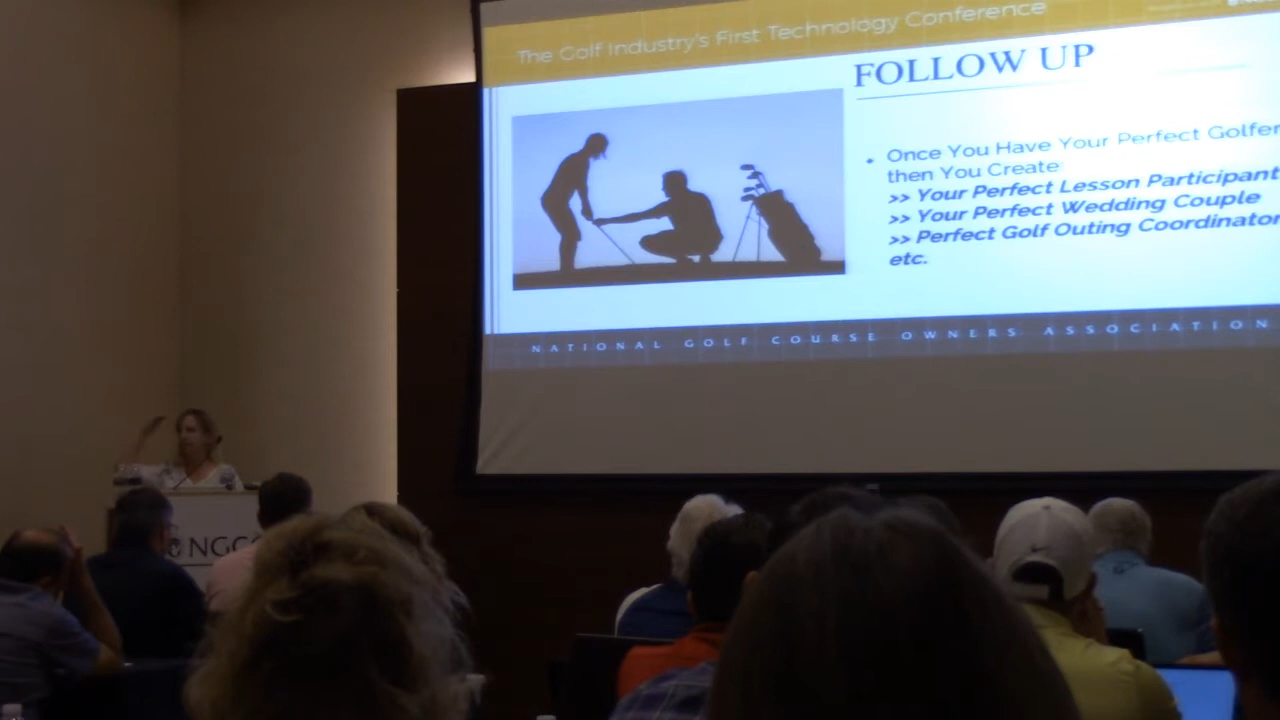 The Golf Industry's First Technology Conference
FOLLOW UP
• Once You Have Your Perfect Golfer
then You Create:
>> Your Perfect Lesson Participant
>> Your Perfect Wedding Couple
>> Perfect Golf Outing Coordinator
etc.
NATIONAL GOLF COURSE OWNERS ASSOCIATION
NGCO